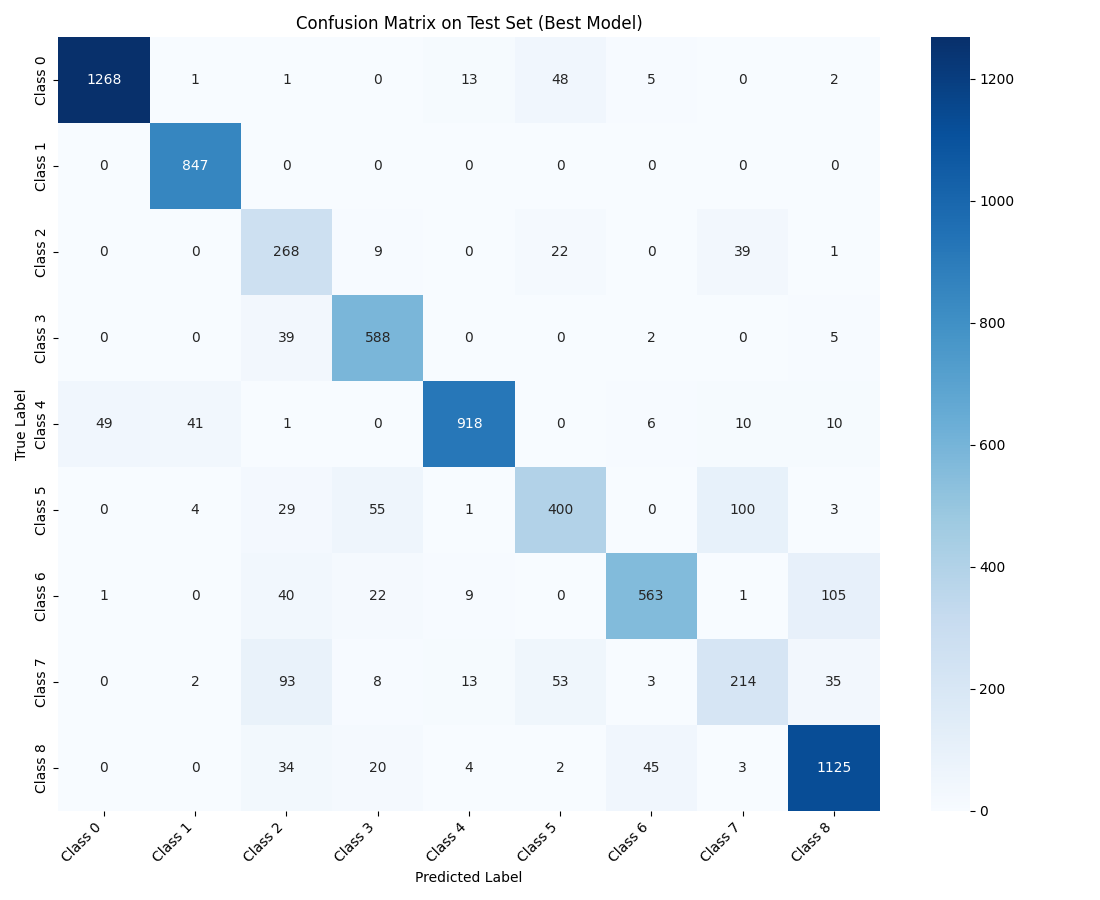 Confusion Matrix on Test Set (Best Model)
Class 0 1268 1 1 0 13 48 5 0 2
Class 1 0 847 0 0 0 0 0 0 0
Class 2 0 0 268 9 0 22 0 39 1
Class 3 0 0 39 588 0 0 2 0 5
Class 4 49 41 1 0 918 0 6 10 10
Class 5 0 4 29 55 1 400 0 100 3
Class 6 1 0 40 22 9 0 563 1 105
Class 7 0 2 93 8 13 53 3 214 35
Class 8 0 0 34 20 4 2 45 3 1125
True Label
Class 0 Class 1 Class 2 Class 3 Class 4 Class 5 Class 6 Class 7 Class 8
Predicted Label
1200
1000
800
600
400
200
0